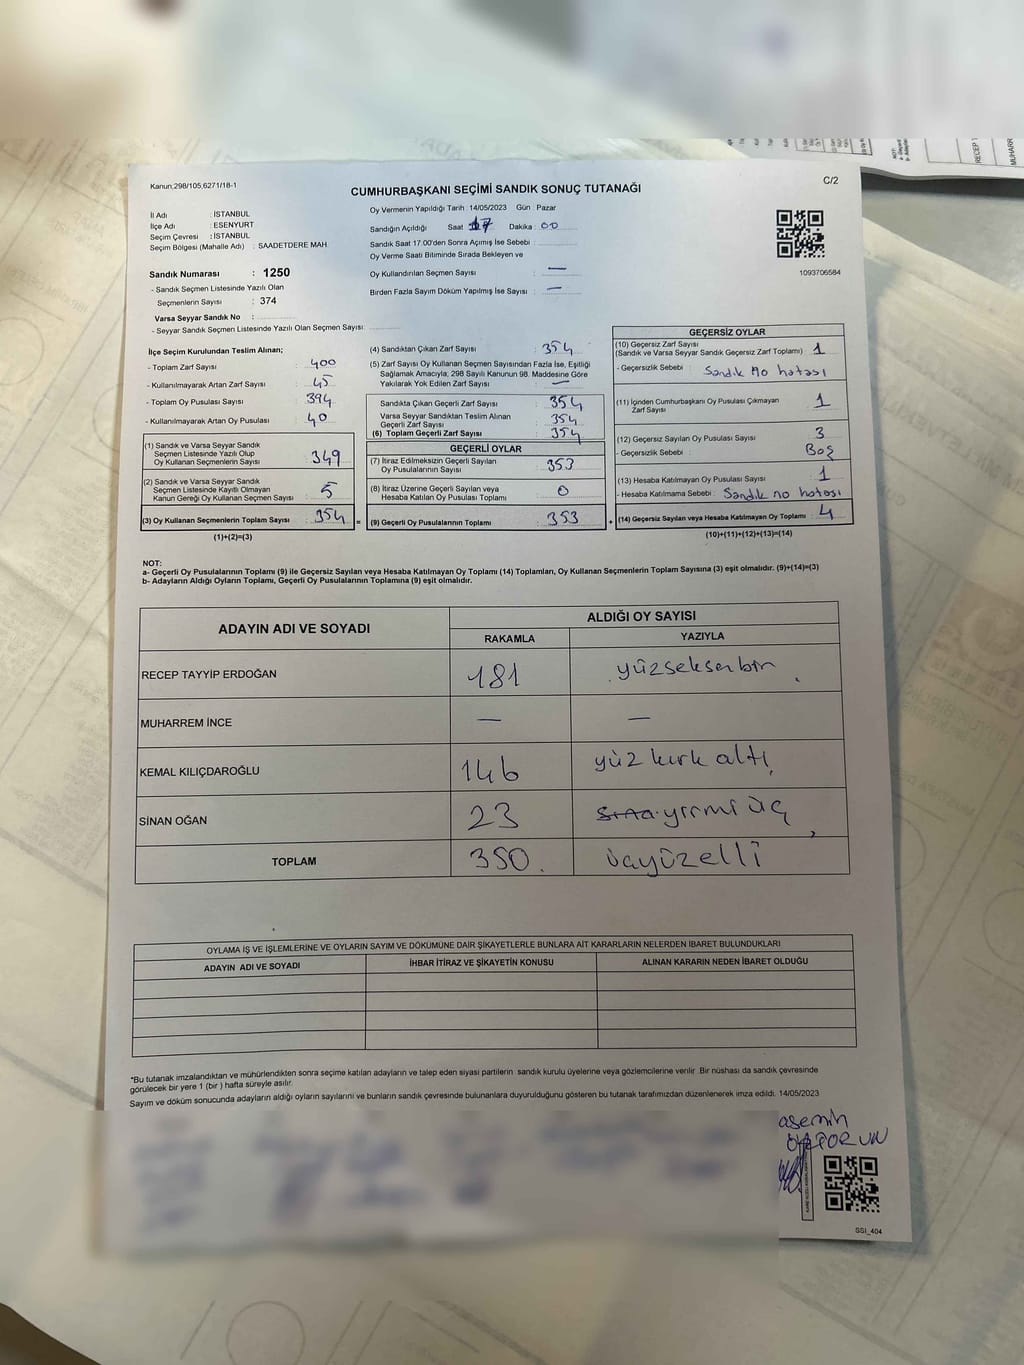 Kanun.298/105,6271/18-1
C/2
CUMHURBAŞKANI SEÇİMİ SANDIK SONUÇ TUTANAĞI
İl Adı : İSTANBUL
İlçe Adı : ESENYURT
Seçim Çevresi : İSTANBUL
Seçim Bölgesi (Mahalle Adı) : SAADETDERE MAH.
Sandık Numarası : 1250
- Sandık Seçmen Listesinde Yazılı Olan
Seçmenlerin Sayısı : 374
Varsa Seyyar Sandık No :
- Seyyar Sandık Seçmen Listesinde Yazılı Olan Seçmen Sayısı:
Oy Vermenin Yapıldığı Tarih : 14/05/2023 Gün : Pazar
Sandığın Açıldığı Saat : 17 Dakika : 00
Sandık Saat 17.00'den Sonra Açımış İse Sebebi :
Oy Verme Saati Bitiminde Sırada Bekleyen ve
Oy Kullandırılan Seçmen Sayısı : —
Birden Fazla Sayım Döküm Yapılmış İse Sayısı : —
1093706584
İlçe Seçim Kurulundan Teslim Alınan;
- Toplam Zarf Sayısı : 400
- Kullanılmayarak Artan Zarf Sayısı : 45
- Toplam Oy Pusulası Sayısı : 394
- Kullanılmayarak Artan Oy Pusulası : 40
(1) Sandık ve Varsa Seyyar Sandık
Seçmen Listesinde Yazılı Olup
Oy Kullanan Seçmenlerin Sayısı : 349
(2) Sandık ve Varsa Seyyar Sandık
Seçmen Listesinde Kayıtlı Olmayan
Kanun Gereği Oy Kullanan Seçmen Sayısı : 5
(3) Oy Kullanan Seçmenlerin Toplam Sayısı : 354
(1)+(2)=(3)
(4) Sandıktan Çıkan Zarf Sayısı : 354
(5) Zarf Sayısı Oy Kullanan Seçmen Sayısından Fazla İse, Eşitliği
Sağlamak Amacıyla, 298 Sayılı Kanunun 98. Maddesine Göre
Yakılarak Yok Edilen Zarf Sayısı : —
Sandıkta Çıkan Geçerli Zarf Sayısı : 354
Varsa Seyyar Sandıktan Teslim Alınan
Geçerli Zarf Sayısı : 354
(6) Toplam Geçerli Zarf Sayısı : 354
GEÇERLİ OYLAR
(7) İtiraz Edilmeksizin Geçerli Sayılan
Oy Pusulalarının Sayısı : 353
(8) İtiraz Üzerine Geçerli Sayılan veya
Hesaba Katılan Oy Pusulası Toplamı : 0
(9) Geçerli Oy Pusulalarının Toplamı : 353
GEÇERSİZ OYLAR
(10) Geçersiz Zarf Sayısı
(Sandık ve Varsa Seyyar Sandık Geçersiz Zarf Toplamı) : 1
- Geçersizlik Sebebi : Sandık no hatası
(11) İçinden Cumhurbaşkanı Oy Pusulası Çıkmayan
Zarf Sayısı : 1
(12) Geçersiz Sayılan Oy Pusulası Sayısı : 3
- Geçersizlik Sebebi : Boş
(13) Hesaba Katılmayan Oy Pusulası Sayısı : 1
- Hesaba Katılmama Sebebi : Sandık no hatası
(14) Geçersiz Sayılan veya Hesaba Katılmayan Oy Toplamı : 4
(10)+(11)+(12)+(13)=(14)
NOT:
a- Geçerli Oy Pusulalarının Toplamı (9) ile Geçersiz Sayılan veya Hesaba Katılmayan Oy Toplamı (14) Toplamları, Oy Kullanan Seçmenlerin Toplam Sayısına (3) eşit olmalıdır. (9)+(14)=(3)
b- Adayların Aldığı Oyların Toplamı, Geçerli Oy Pusulalarının Toplamına (9) eşit olmalıdır.
ADAYIN ADI VE SOYADI
ALDIĞI OY SAYISI
RAKAMLA YAZIYLA
RECEP TAYYİP ERDOĞAN 181 yüzseksenbir
MUHARREM İNCE — —
KEMAL KILIÇDAROĞLU 146 yüz kırk altı
SİNAN OĞAN 23 yirmi üç
TOPLAM 350 üçyüzelli
OYLAMA İŞ VE İŞLEMLERİNE VE OYLARIN SAYIM VE DÖKÜMÜNE DAİR ŞİKAYETLERLE BUNLARA AİT KARARLARIN NELERDEN İBARET BULUNDUKLARI
ADAYIN ADI VE SOYADI İHBAR İTİRAZ VE ŞİKAYETİN KONUSU ALINAN KARARIN NEDEN İBARET OLDUĞU
*Bu tutanak imzalandıktan ve mühürlendikten sonra seçime katılan adayların ve talep eden siyasi partilerin sandık kurulu üyelerine veya gözlemcilerine verilir. Bir nüshası da sandık çevresinde
görülecek bir yere 1 (bir) hafta süreyle asılır.
Sayım ve döküm sonucunda adayların aldığı oyların sayılarını ve bunların sandık çevresinde bulunanlara duyurulduğunu gösteren bu tutanak tarafımızdan düzenlenerek imza edildi. 14/05/2023
SSI_404